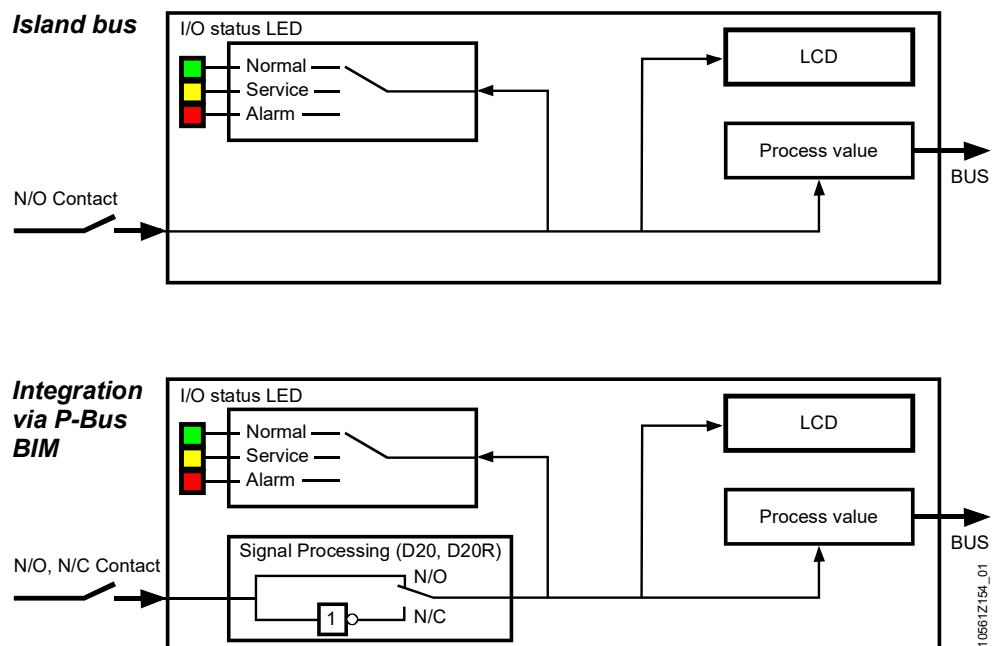 Island bus
I/O status LED
Normal
Service
Alarm
LCD
Process value
BUS
N/O Contact
Integration
via P-Bus
BIM
I/O status LED
Normal
Service
Alarm
LCD
Process value
BUS
N/O, N/C Contact
Signal Processing (D20, D20R)
N/O
1
N/C
10561Z154_01